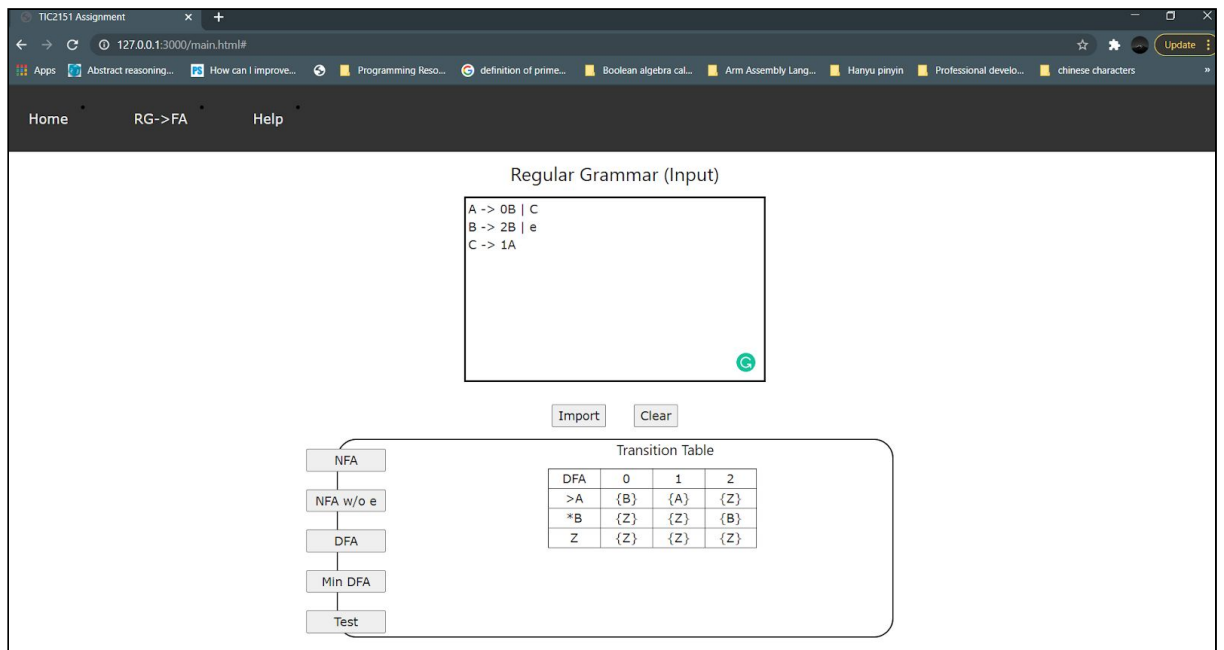 TIC2151 Assignment
127.0.0.1:3000/main.html#
Update
Apps Abstract reasoning... How can I improve... Programming Reso... definition of prime... Boolean algebra cal... Arm Assembly Lang... Hanyu pinyin Professional develo... chinese characters »
Home RG->FA Help
Regular Grammar (Input)
A -> 0B | C
B -> 2B | e
C -> 1A
Import Clear
Transition Table
NFA
NFA w/o e
DFA
Min DFA
Test
DFA 0 1 2
>A {B} {A} {Z}
*B {Z} {Z} {B}
Z {Z} {Z} {Z}